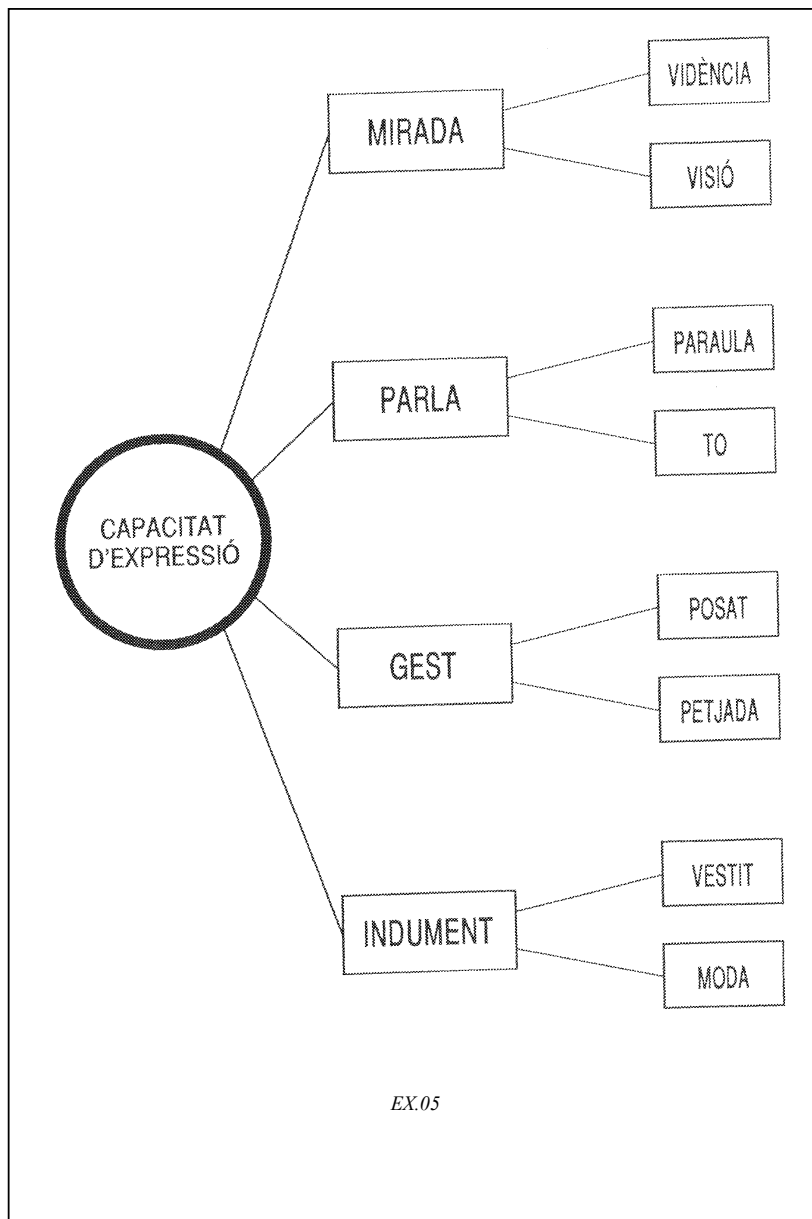 CAPACITAT
D'EXPRESSIÓ
MIRADA
VIDÈNCIA
VISIÓ
PARLA
PARAULA
TO
GEST
POSAT
PETJADA
INDUMENT
VESTIT
MODA
EX.05